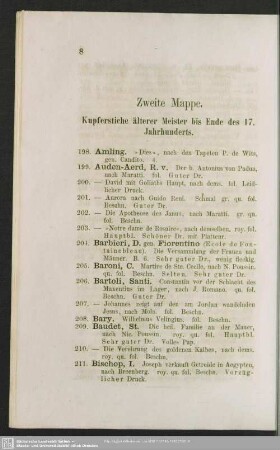 8
Zweite Mappe.
Kupferstiche älterer Meister bis Ende des 17.
Jahrhunderts.
198. Amling. »Dies«, nach den Tapeten P. de Wits,
gen. Candito. 4.
199. Auden-Aerd, R. v. Der h. Antonius von Padua,
nach Maratti. fol. Guter Dr.
200. — David mit Goliaths Haupt, nach dems. fol. Leid-
licher Druck.
201. — Aurora nach Guido Reni. Schmal gr. qu. fol.
Beschn. Guter Dr.
202. — Die Apotheose des Janus, nach Maratti. gr. qu.
fol. Beschn.
203. — »Notre dame de Rosaire«, nach demselben. roy. fol.
Hauptbl. Schöner Dr. mit Plattenr.
204. Barbieri, D. gen. Fiorentino (Ecole de Fon-
tainebleau). Die Versammlung der Frauen und
Männer. B. 6. Sehr guter Dr., wenig fleckig.
205. Baroni, C. Martire de Ste. Cecile, nach N. Poussin.
qu. fol. Beschn. Selten. Sehr guter Dr.
206. Bartoli, Santi. Constantin vor der Schlacht des
Maxentius im Lager, nach J. Romano. qu. fol.
Beschn. Guter Dr.
207. — Johannes zeigt auf den am Jordan wandelnden
Jesus, nach Mola. fol. Beschn.
208. Bary. Wilhelmus Velingius. fol. Beschn.
209. Baudet, St. Die heil. Familie an der Mauer,
nach Nic. Poussin. roy. qu. fol. Hauptbl.
Sehr guter Dr. Volles Pap.
210. — Die Verehrung des goldenen Kalbes, nach dems.
roy. qu. fol. Beschn.
211. Bischop, I. Joseph verkauft Getreide in Aegypten,
nach Breenberg. roy. qu. fol. Beschn. Vorzüg-
licher Druck.